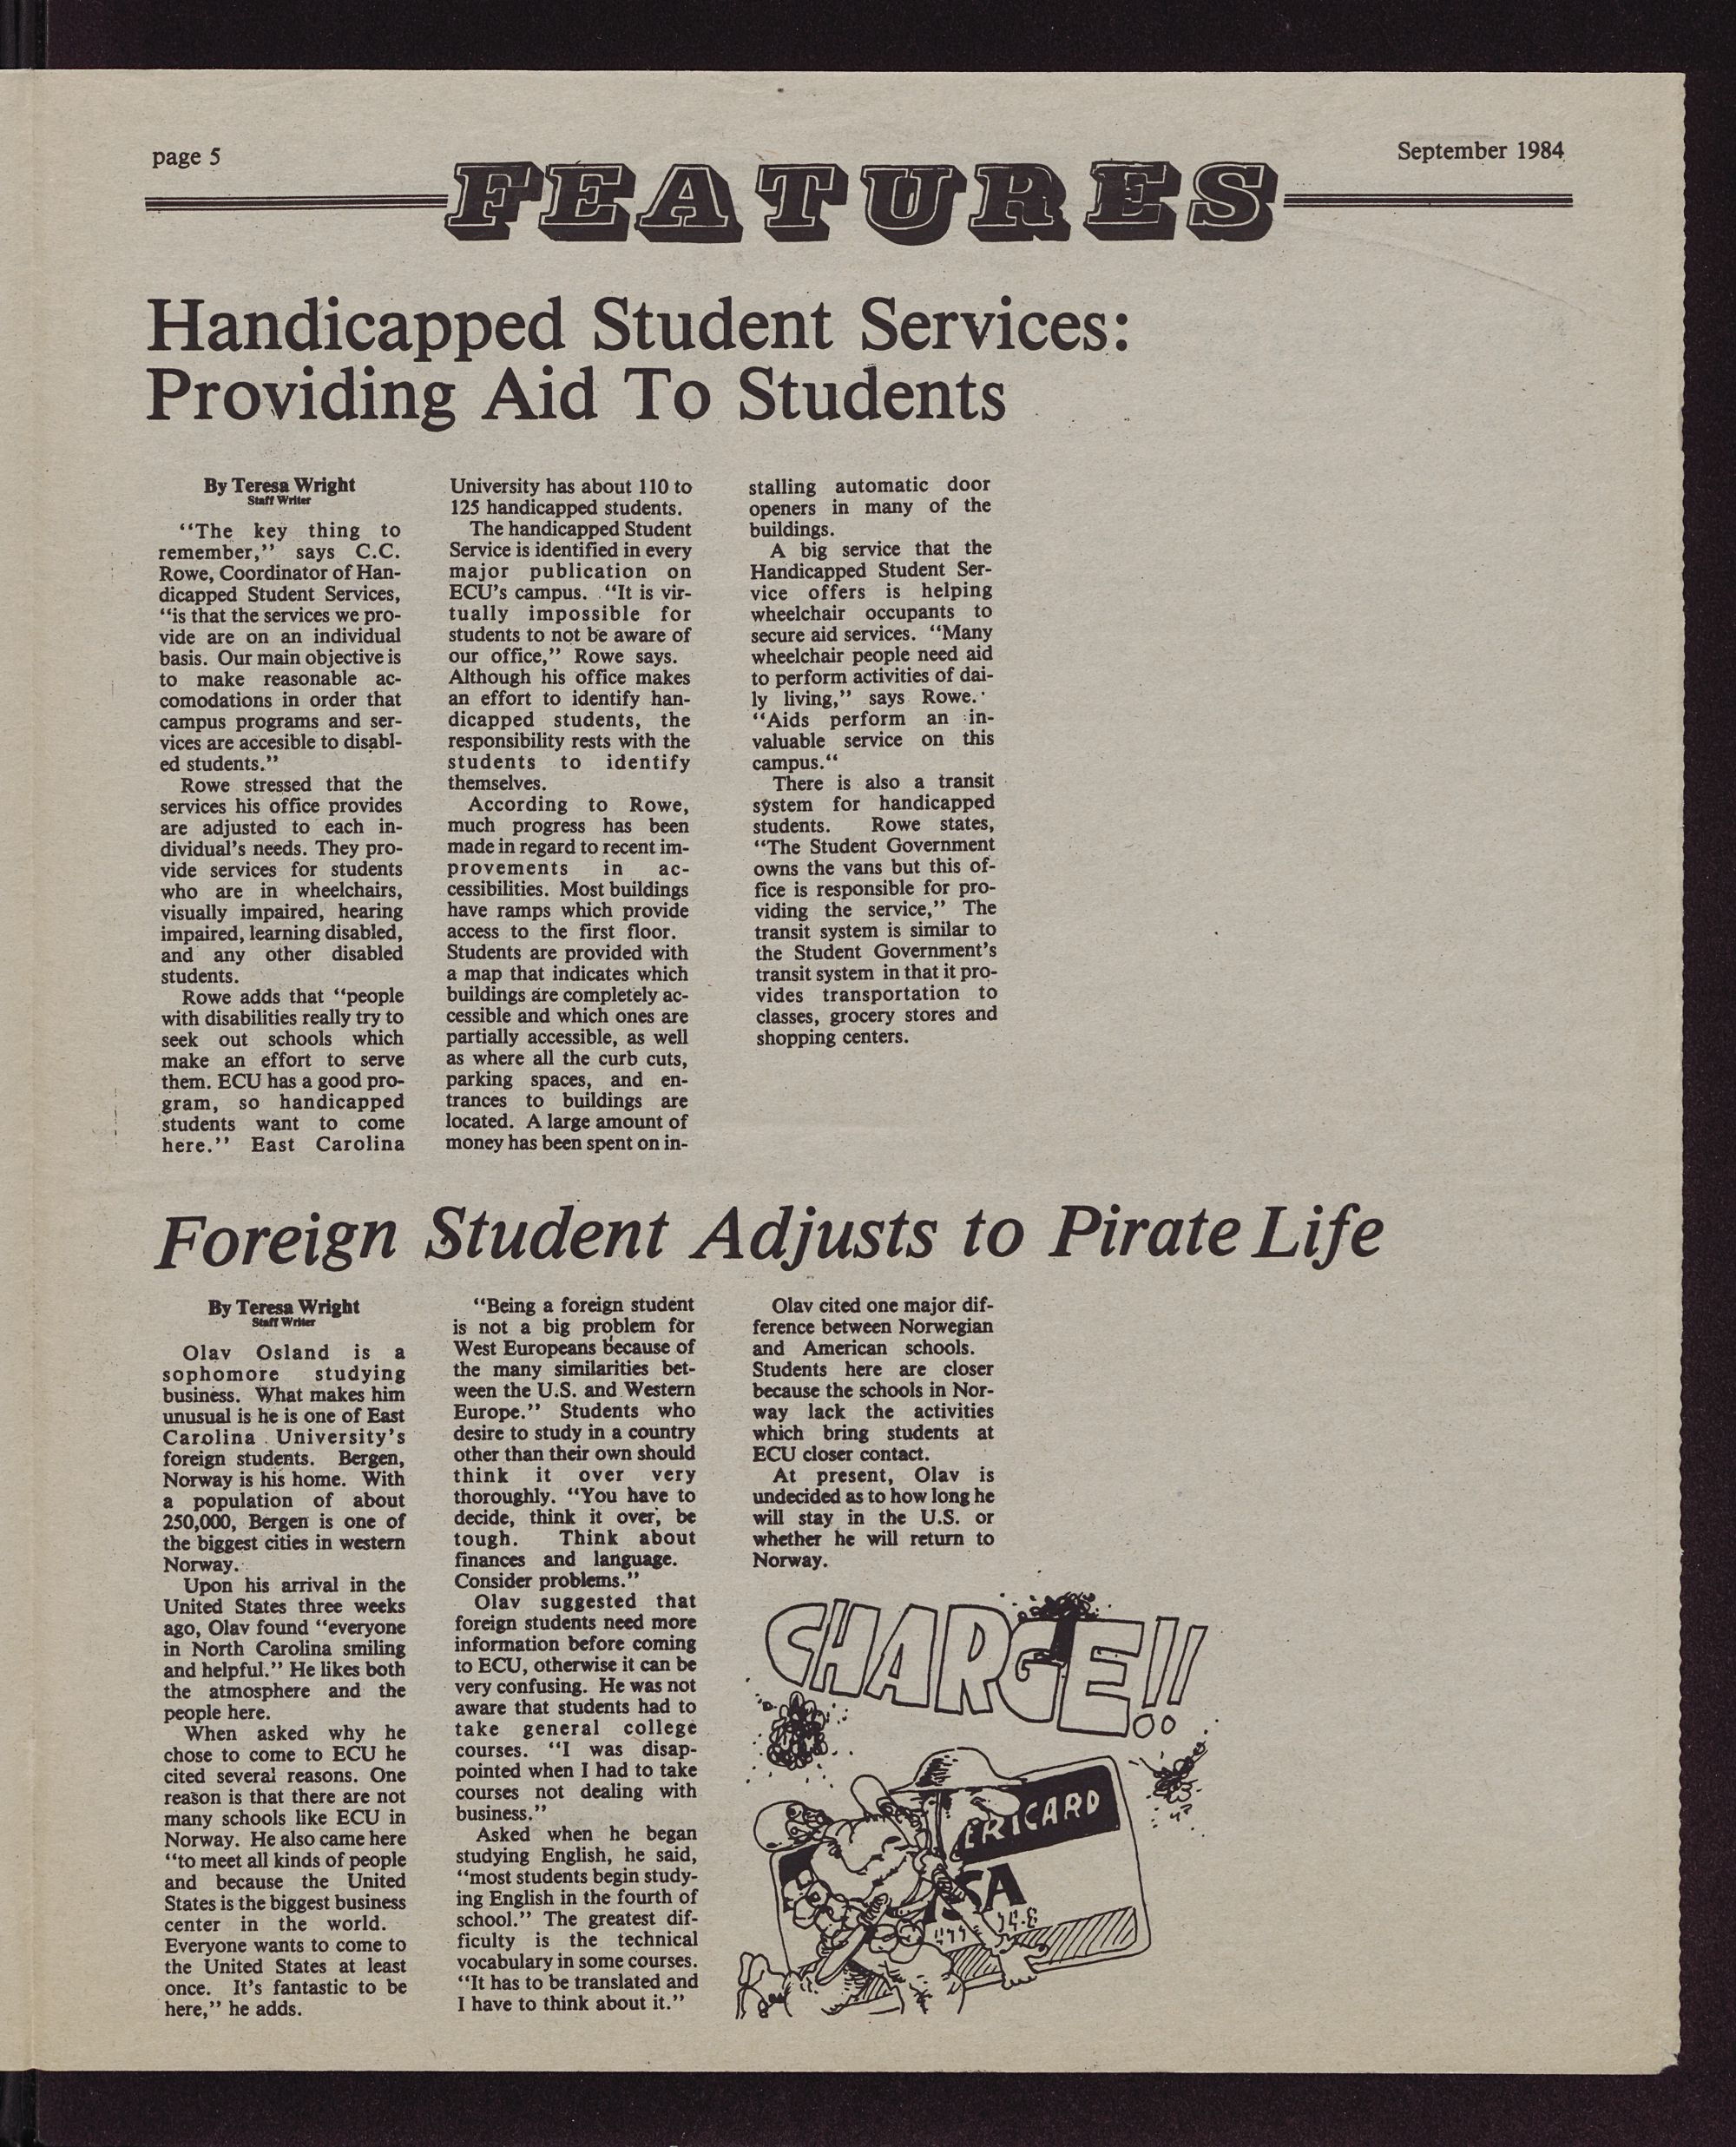 page 5
September 1984
FEATURES
Handicapped Student Services:
Providing Aid To Students
By Teresa Wright
Staff Writer
“The key thing to
remember,” says C.C.
Rowe, Coordinator of Han-
dicapped Student Services,
“is that the services we pro-
vide are on an individual
basis. Our main objective is
to make reasonable ac-
comodations in order that
campus programs and ser-
vices are accesible to disabl-
ed students.”
Rowe stressed that the
services his office provides
are adjusted to each in-
dividual’s needs. They pro-
vide services for students
who are in wheelchairs,
visually impaired, hearing
impaired, learning disabled,
and any other disabled
students.
Rowe adds that “people
with disabilities really try to
seek out schools which
make an effort to serve
them. ECU has a good pro-
gram, so handicapped
students want to come
here.” East Carolina
University has about 110 to
125 handicapped students.
The handicapped Student
Service is identified in every
major publication on
ECU’s campus. “It is vir-
tually impossible for
students to not be aware of
our office,” Rowe says.
Although his office makes
an effort to identify han-
dicapped students, the
responsibility rests with the
students to identify
themselves.
According to Rowe,
much progress has been
made in regard to recent im-
provements in ac-
cessibilities. Most buildings
have ramps which provide
access to the first floor.
Students are provided with
a map that indicates which
buildings are completely ac-
cessible and which ones are
partially accessible, as well
as where all the curb cuts,
parking spaces, and en-
trances to buildings are
located. A large amount of
money has been spent on in-
stalling automatic door
openers in many of the
buildings.
A big service that the
Handicapped Student Ser-
vice offers is helping
wheelchair occupants to
secure aid services. “Many
wheelchair people need aid
to perform activities of dai-
ly living,” says Rowe.
“Aids perform an in-
valuable service on this
campus.“
There is also a transit
system for handicapped
students. Rowe states,
“The Student Government
owns the vans but this of-
fice is responsible for pro-
viding the service,” The
transit system is similar to
the Student Government’s
transit system in that it pro-
vides transportation to
classes, grocery stores and
shopping centers.
Foreign Student Adjusts to Pirate Life
By Teresa Wright
Staff Writer
Olav Osland is a
sophomore studying
business. What makes him
unusual is he is one of East
Carolina University’s
foreign students. Bergen,
Norway is his home. With
a population of about
250,000, Bergen is one of
the biggest cities in western
Norway.
Upon his arrival in the
United States three weeks
ago, Olav found “everyone
in North Carolina smiling
and helpful.” He likes both
the atmosphere and the
people here.
When asked why he
chose to come to ECU he
cited several reasons. One
reason is that there are not
many schools like ECU in
Norway. He also came here
“to meet all kinds of people
and because the United
States is the biggest business
center in the world.
Everyone wants to come to
the United States at least
once. It’s fantastic to be
here,” he adds.
“Being a foreign student
is not a big problem for
West Europeans because of
the many similarities bet-
ween the U.S. and Western
Europe.” Students who
desire to study in a country
other than their own should
think it over very
thoroughly. “You have to
decide, think it over, be
tough. Think about
finances and language.
Consider problems.”
Olav suggested that
foreign students need more
information before coming
to ECU, otherwise it can be
very confusing. He was not
aware that students had to
take general college
courses. “I was disap-
pointed when I had to take
courses not dealing with
business.”
Asked when he began
studying English, he said,
“most students begin study-
ing English in the fourth of
school.” The greatest dif-
ficulty is the technical
vocabulary in some courses.
“It has to be translated and
I have to think about it.”
Olav cited one major dif-
ference between Norwegian
and American schools.
Students here are closer
because the schools in Nor-
way lack the activities
which bring students at
ECU closer contact.
At present, Olav is
undecided as to how long he
will stay in the U.S. or
whether he will return to
Norway.
CHARGE!!
ERICARD
SA